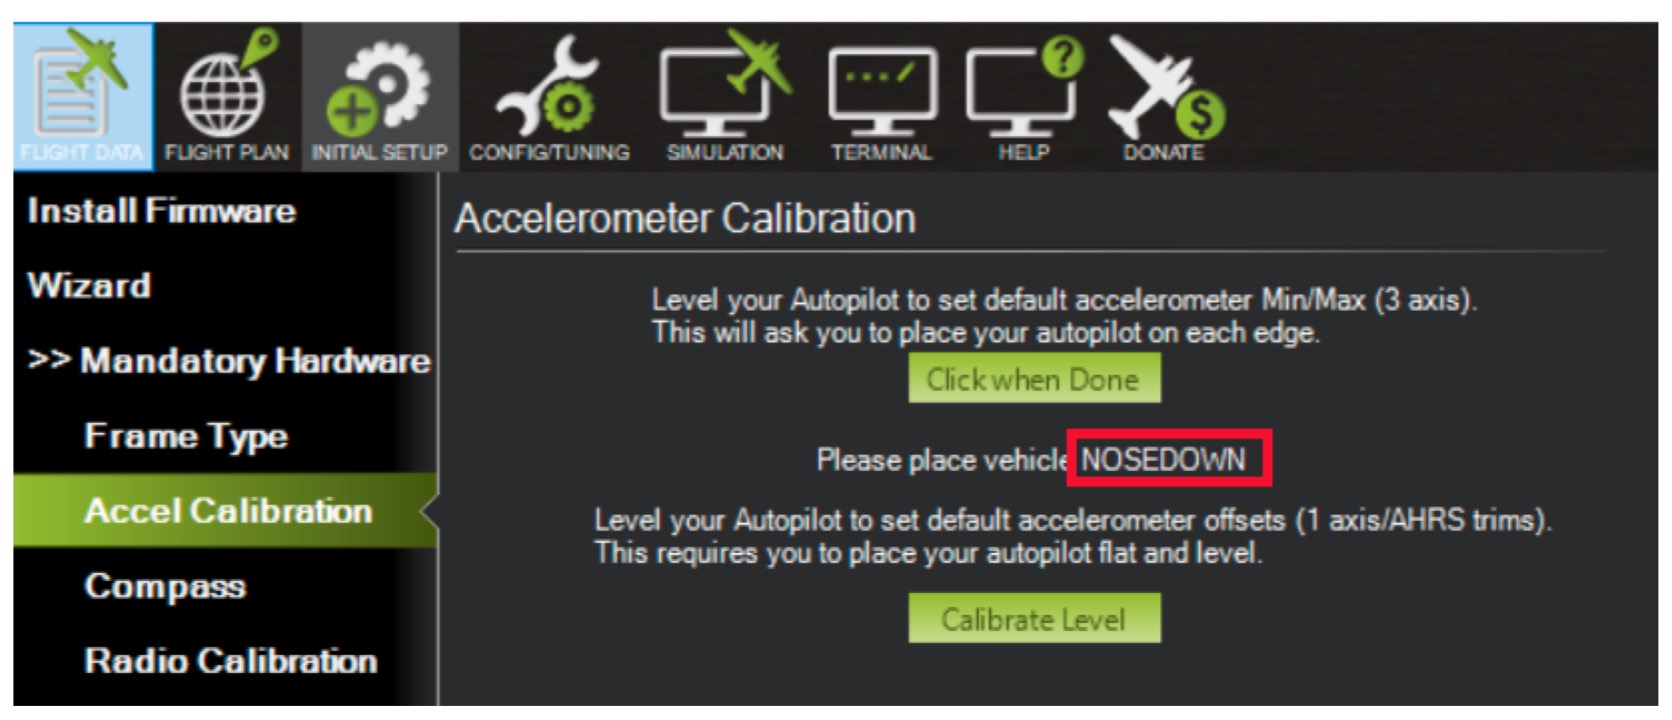 FLIGHT DATA
FLIGHT PLAN
INITIAL SETUP
CONFIG/TUNING
SIMULATION
TERMINAL
HELP
DONATE
Install Firmware
Wizard
>> Mandatory Hardware
Frame Type
Accel Calibration
Compass
Radio Calibration
Accelerometer Calibration
Level your Autopilot to set default accelerometer Min/Max (3 axis).
This will ask you to place your autopilot on each edge.
Click when Done
Please place vehicle NOSEDOWN
Level your Autopilot to set default accelerometer offsets (1 axis/AHRS trims).
This requires you to place your autopilot flat and level.
Calibrate Level